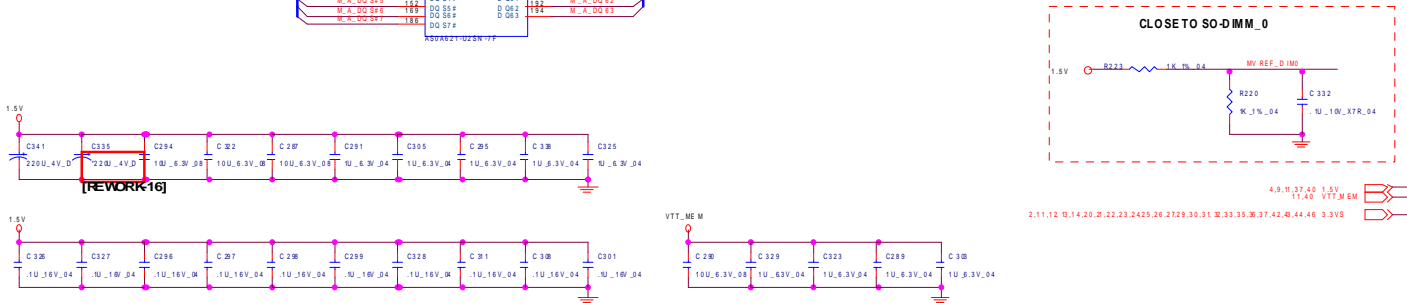 M_A_DQS#5 152 DQS5# DQ62 192 M_A_DQ62
M_A_DQS#6 169 DQS6# DQ63 194 M_A_DQ63
M_A_DQS#7 186 DQS7#
AS0A621-U2SN-7F
CLOSE TO SO-DIMM_0
1.5V R223 1K_1%_04 MVREF_DIM0
R220 C332
1K_1%_04 .1U_10V_X7R_04
1.5V
C341 C335 C294 C322 C287 C291 C305 C295 C338 C325
220U_4V_D *220U_4V_D 10U_6.3V_08 10U_6.3V_08 10U_6.3V_08 1U_6.3V_04 1U_6.3V_04 1U_6.3V_04 1U_6.3V_04 1U_6.3V_04
[REWORK-16]
4,9,11,37,40 1.5V
11,40 VTT_MEM
2,11,12,13,14,20,21,22,23,24,25,26,27,29,30,31,32,33,35,36,37,42,43,44,46 3.3VS
1.5V
C326 C327 C296 C297 C298 C299 C328 C311 C308 C301
.1U_16V_04 .1U_16V_04 .1U_16V_04 .1U_16V_04 .1U_16V_04 .1U_16V_04 .1U_16V_04 .1U_16V_04 .1U_16V_04 .1U_16V_04
VTT_MEM
C290 C329 C323 C289 C303
10U_6.3V_08 1U_6.3V_04 1U_6.3V_04 1U_6.3V_04 1U_6.3V_04